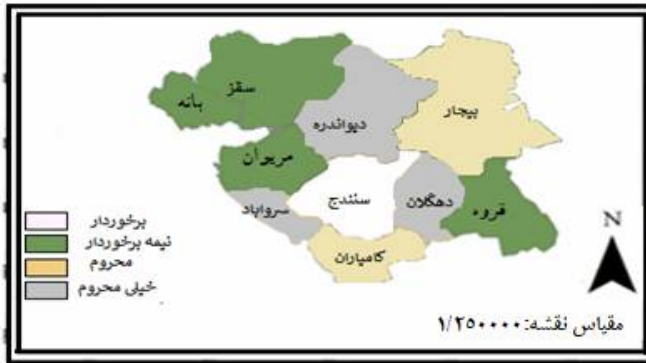 سقز
بانه
دیواندره
بیجار
مریوان
سرواباد
سنندج
دهگلان
قروه
کامیاران
برخوردار
نیمه برخوردار
محروم
خیلی محروم
N
مقیاس نقشه: ۱/۲۵۰۰۰۰